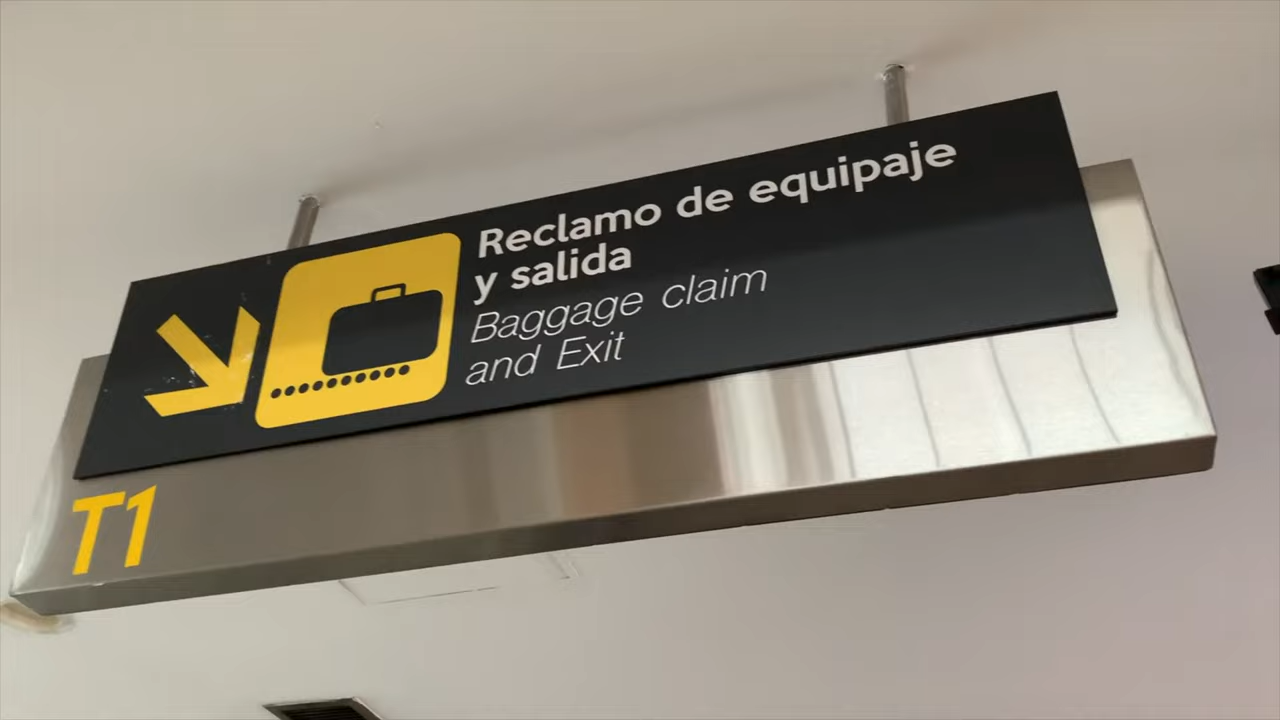 Reclamo de equipaje
y salida
Baggage claim
and Exit
T1